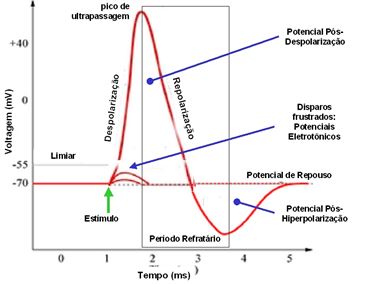 pico de
ultrapassagem
+40
0
-55
-70
Voltagem (mV)
Limiar
Despolarização
Repolarização
Potencial Pós-
Despolarização
Disparos
frustrados:
Potenciais
Eletrotônicos
Potencial de Repouso
Potencial Pós-
Hiperpolarização
Estímulo
Período Refratário
0
1
2
3
4
5
Tempo (ms)
)